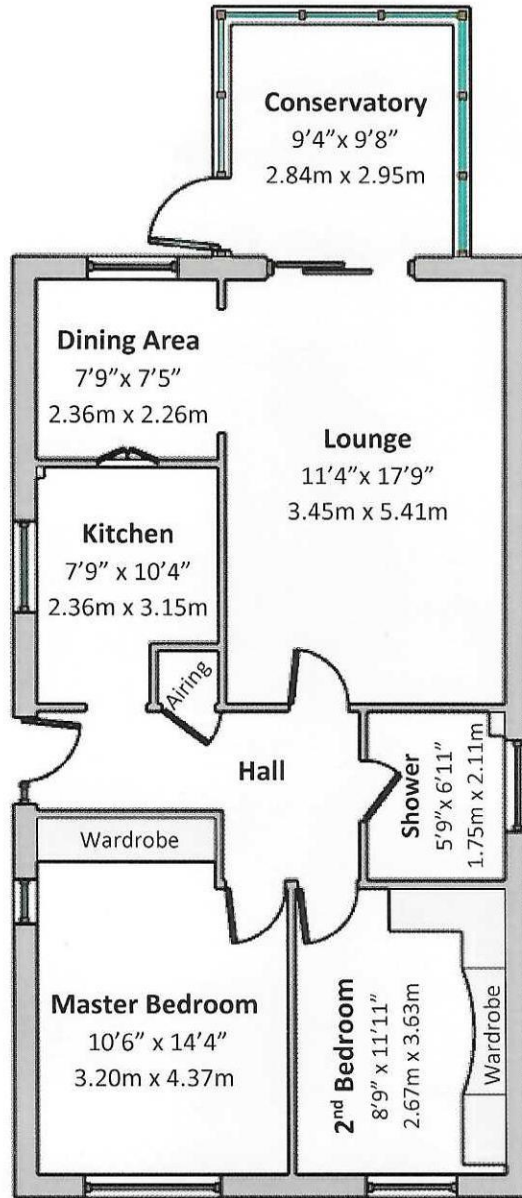 Conservatory
9’4”x 9’8”
2.84m x 2.95m
Dining Area
7’9”x 7’5”
2.36m x 2.26m
Lounge
11’4”x 17’9”
3.45m x 5.41m
Kitchen
7’9” x 10’4”
2.36m x 3.15m
Airing
Hall
Shower
5’9”x 6’11”
1.75m x 2.11m
Wardrobe
Master Bedroom
10’6” x 14’4”
3.20m x 4.37m
2nd Bedroom
8’9” x 11’11”
2.67m x 3.63m
Wardrobe